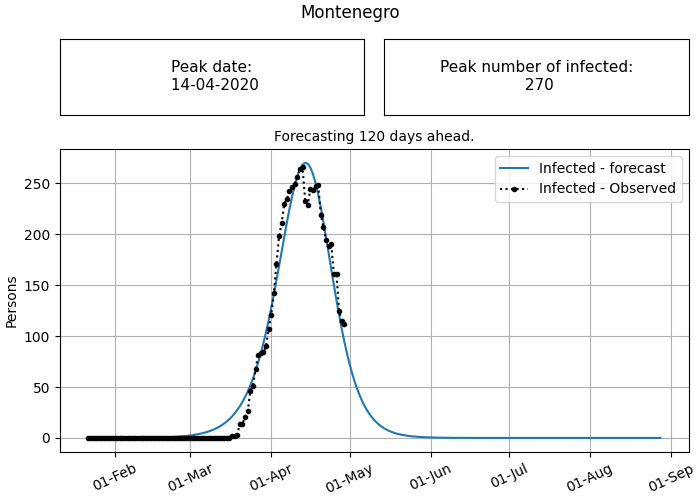 Montenegro
Peak date:
14-04-2020
Peak number of infected:
270
Forecasting 120 days ahead.
Infected - forecast
Infected - Observed
Persons
250
200
150
100
50
0
01-Feb
01-Mar
01-Apr
01-May
01-Jun
01-Jul
01-Aug
01-Sep